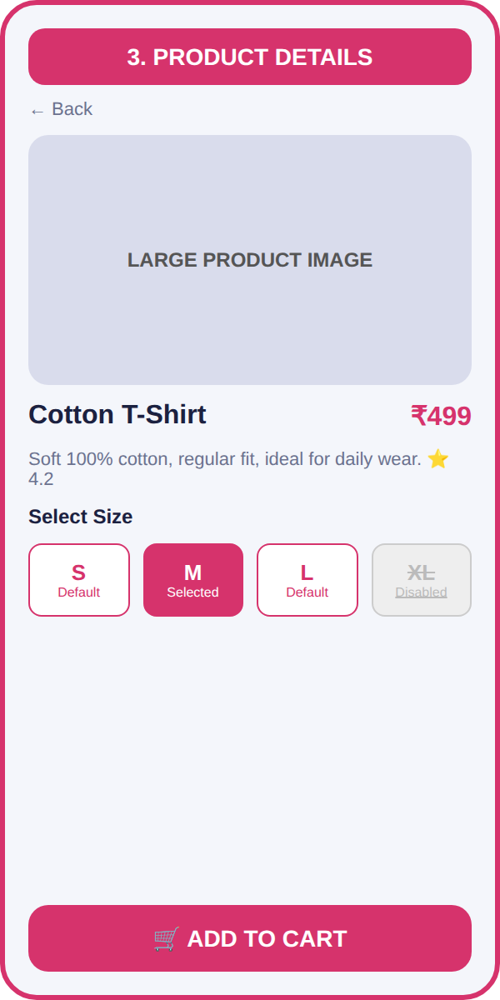 3. PRODUCT DETAILS
← Back
LARGE PRODUCT IMAGE
Cotton T-Shirt ₹499
Soft 100% cotton, regular fit, ideal for daily wear. ⭐
4.2
Select Size
S M L XL
Default Selected Default Disabled
🛒 ADD TO CART